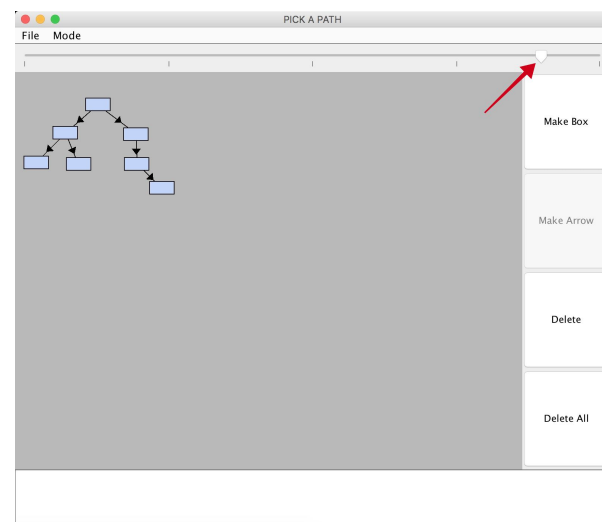 PICK A PATH
File Mode
Make Box
Make Arrow
Delete
Delete All